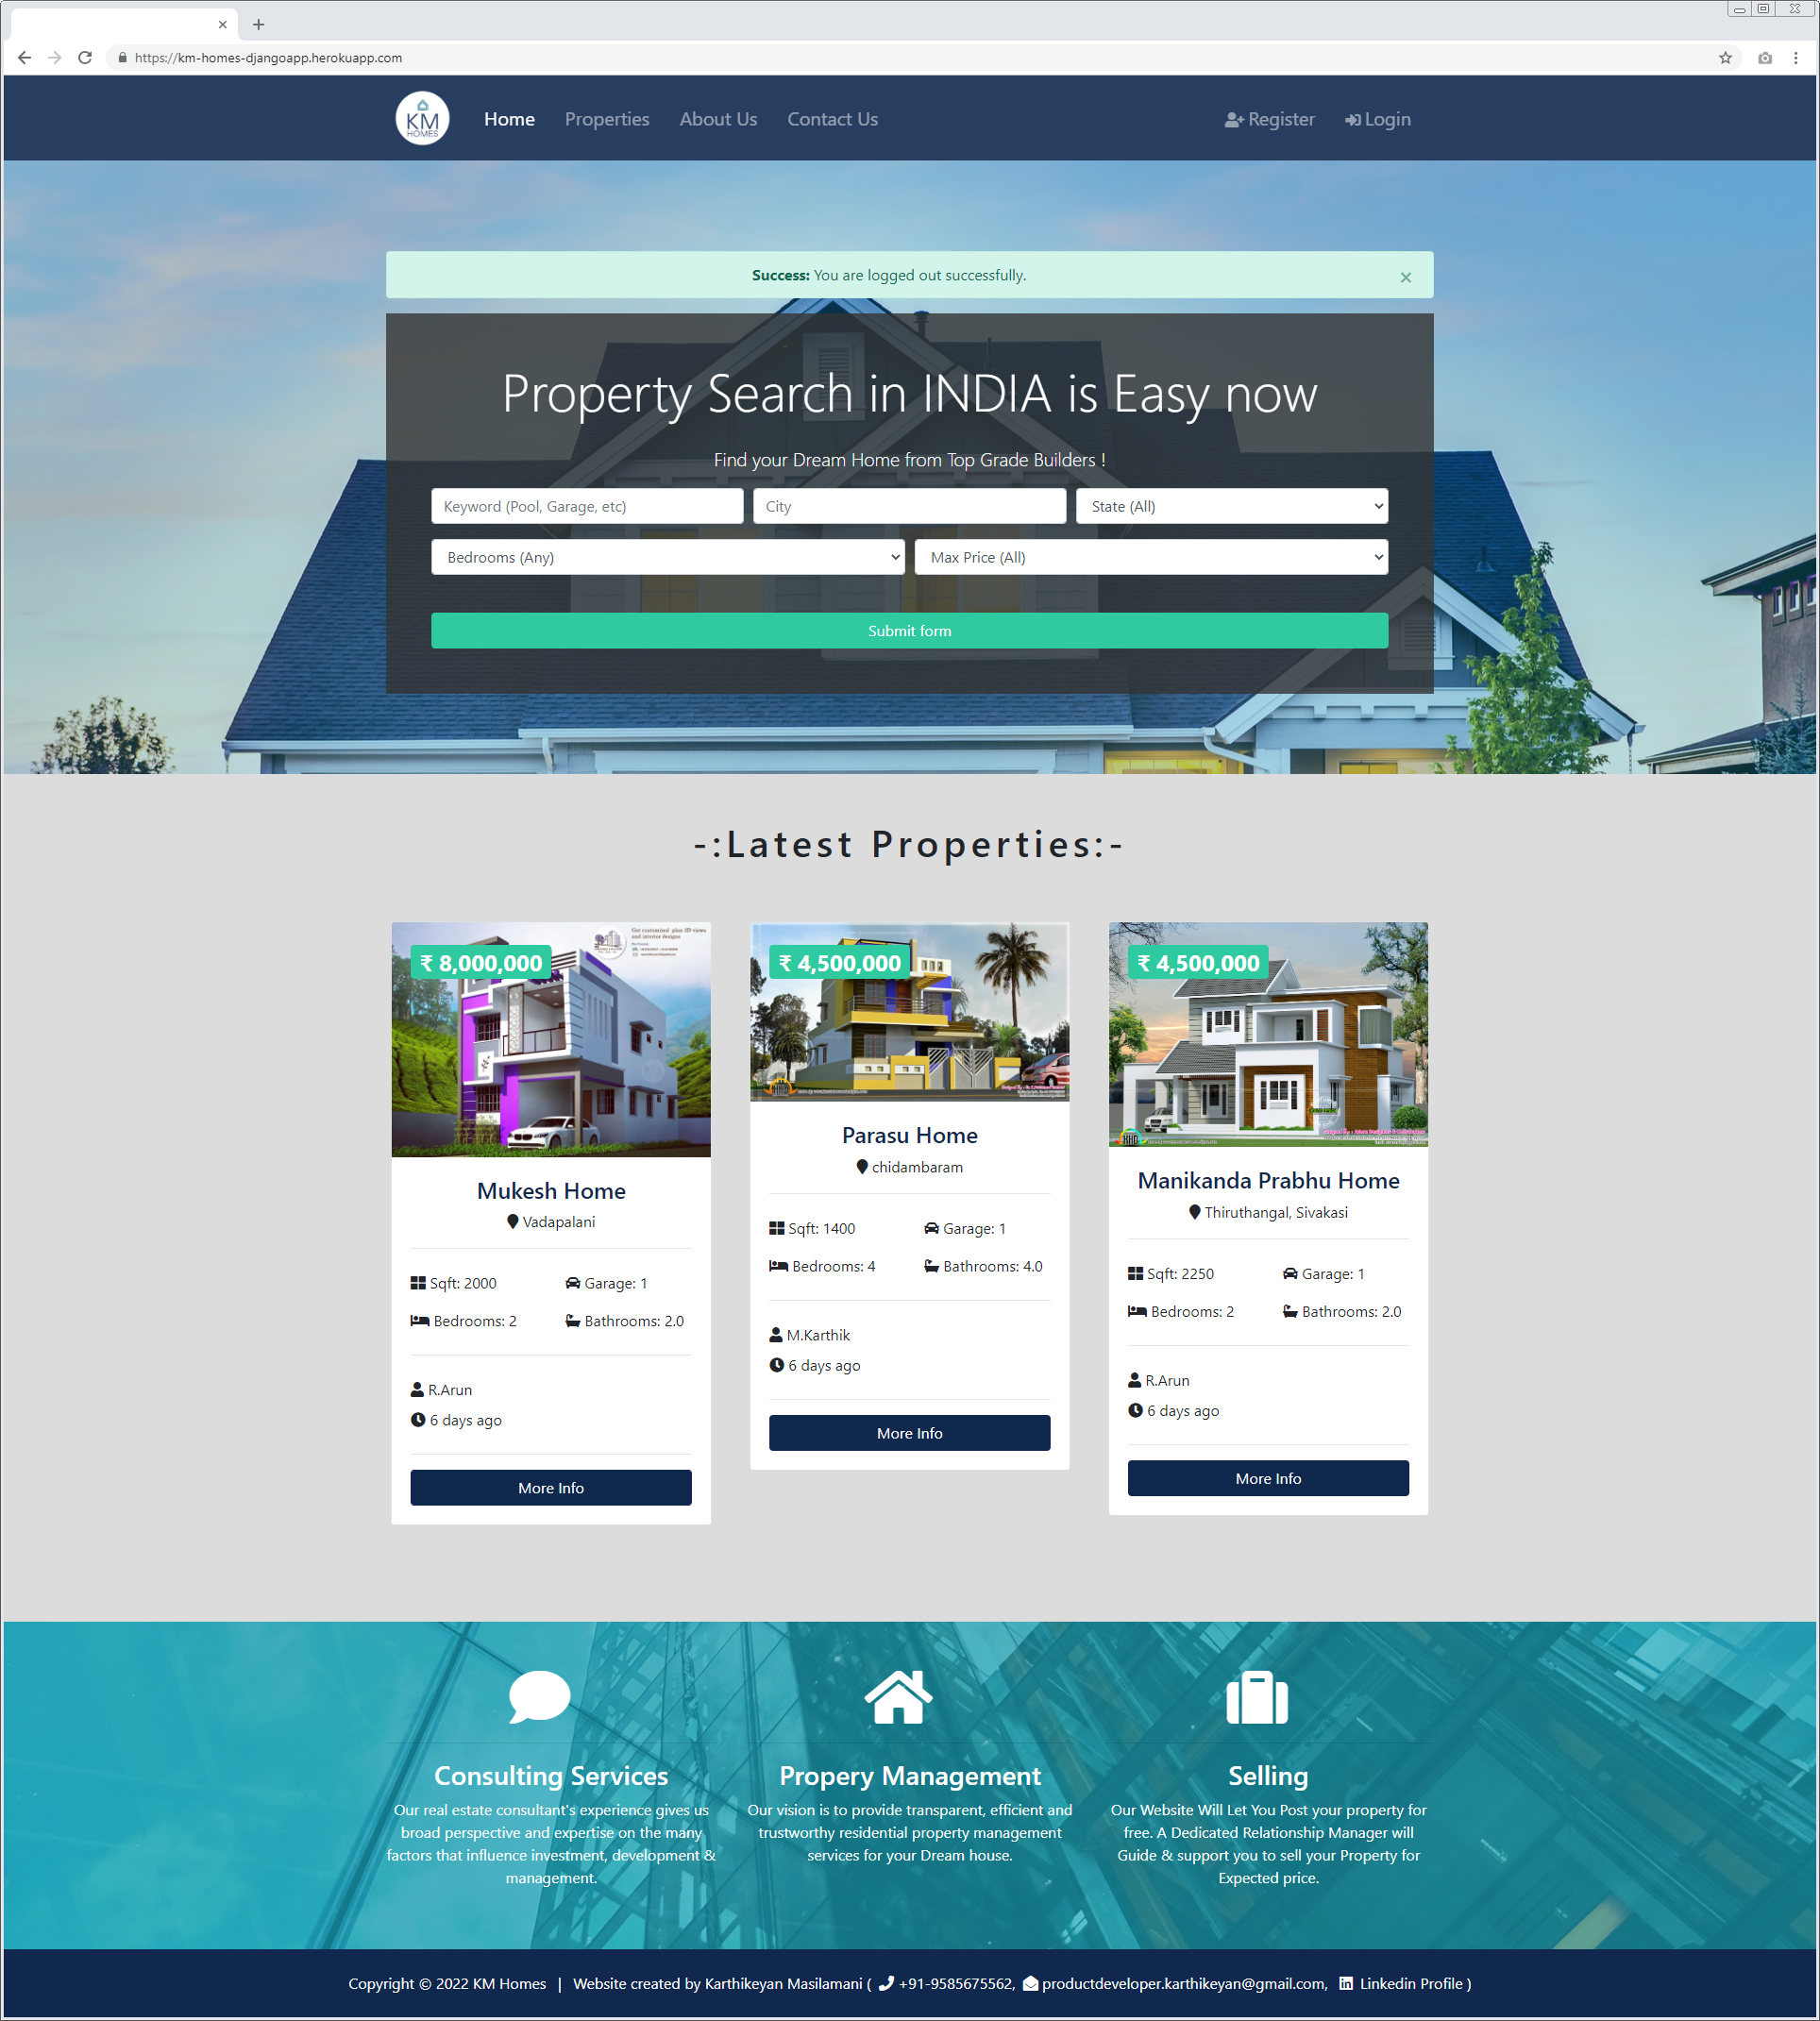 https://km-homes-djangoapp.herokuapp.com
KM
HOMES
Home
Properties
About Us
Contact Us
Register
Login
Success: You are logged out successfully.
Property Search in INDIA is Easy now
Find your Dream Home from Top Grade Builders !
Keyword (Pool, Garage, etc)
City
State (All)
Bedrooms (Any)
Max Price (All)
Submit form
-:Latest Properties:-
Get customised plan 3D views
and interior designs
₹ 8,000,000
Mukesh Home
Vadapalani
Sqft: 2000
Garage: 1
Bedrooms: 2
Bathrooms: 2.0
R.Arun
6 days ago
More Info
₹ 4,500,000
Parasu Home
chidambaram
Sqft: 1400
Garage: 1
Bedrooms: 4
Bathrooms: 4.0
M.Karthik
6 days ago
More Info
₹ 4,500,000
KHD
Manikanda Prabhu Home
Thiruthangal, Sivakasi
Sqft: 2250
Garage: 1
Bedrooms: 2
Bathrooms: 2.0
R.Arun
6 days ago
More Info
Consulting Services
Our real estate consultant's experience gives us
broad perspective and expertise on the many
factors that influence investment, development &
management.
Propery Management
Our vision is to provide transparent, efficient and
trustworthy residential property management
services for your Dream house.
Selling
Our Website Will Let You Post your property for
free. A Dedicated Relationship Manager will
Guide & support you to sell your Property for
Expected price.
Copyright © 2022 KM Homes | Website created by Karthikeyan Masilamani ( +91-9585675562, productdeveloper.karthikeyan@gmail.com, Linkedin Profile )